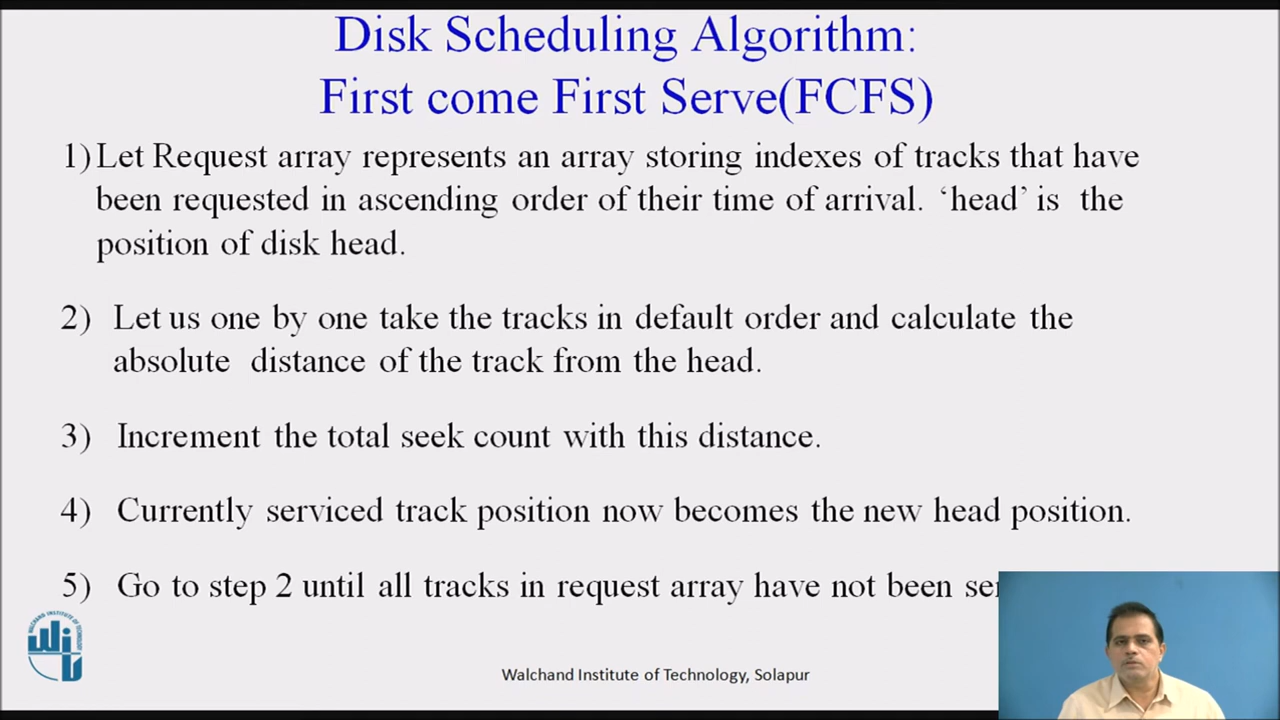 Disk Scheduling Algorithm:
First come First Serve(FCFS)
1) Let Request array represents an array storing indexes of tracks that have
been requested in ascending order of their time of arrival. ‘head’ is the
position of disk head.
2) Let us one by one take the tracks in default order and calculate the
absolute distance of the track from the head.
3) Increment the total seek count with this distance.
4) Currently serviced track position now becomes the new head position.
5) Go to step 2 until all tracks in request array have not been
WALCHAND INSTITUTE OF TECHNOLOGY
WIT
Walchand Institute of Technology, Solapur